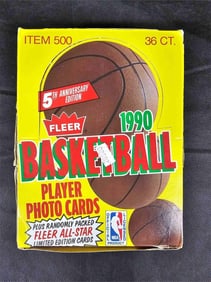 ITEM 500 36 CT.
5TH ANNIVERSARY
EDITION
FLEER
1990
BASKETBALL
PLAYER
PHOTO CARDS
PLUS RANDOMLY PACKED
FLEER ALL-STAR
LIMITED EDITION CARDS
NBA